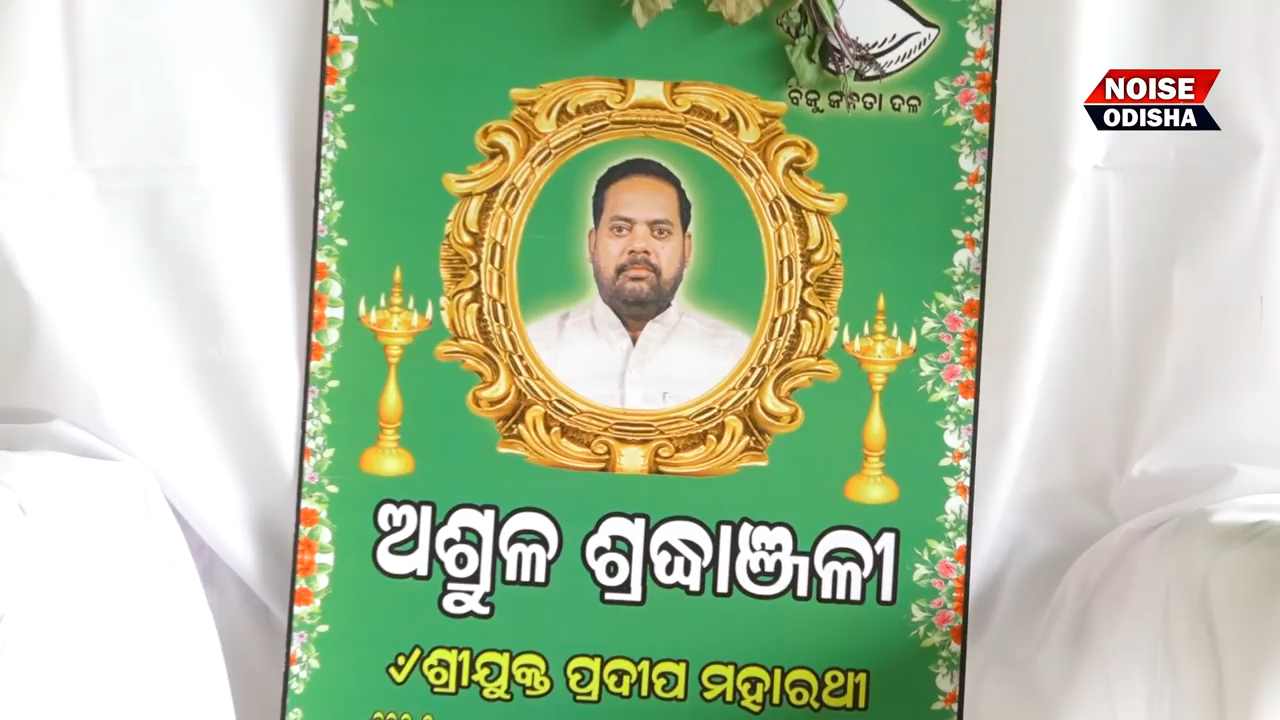 ବିଜୁ ଜନତା ଦଳ
NOISE
ODISHA
ଅଶ୍ରୁଳ ଶ୍ରଦ୍ଧାଞ୍ଜଳୀ
৺ଶ୍ରୀଯୁକ୍ତ ପ୍ରଦୀପ ମହାରଥୀ